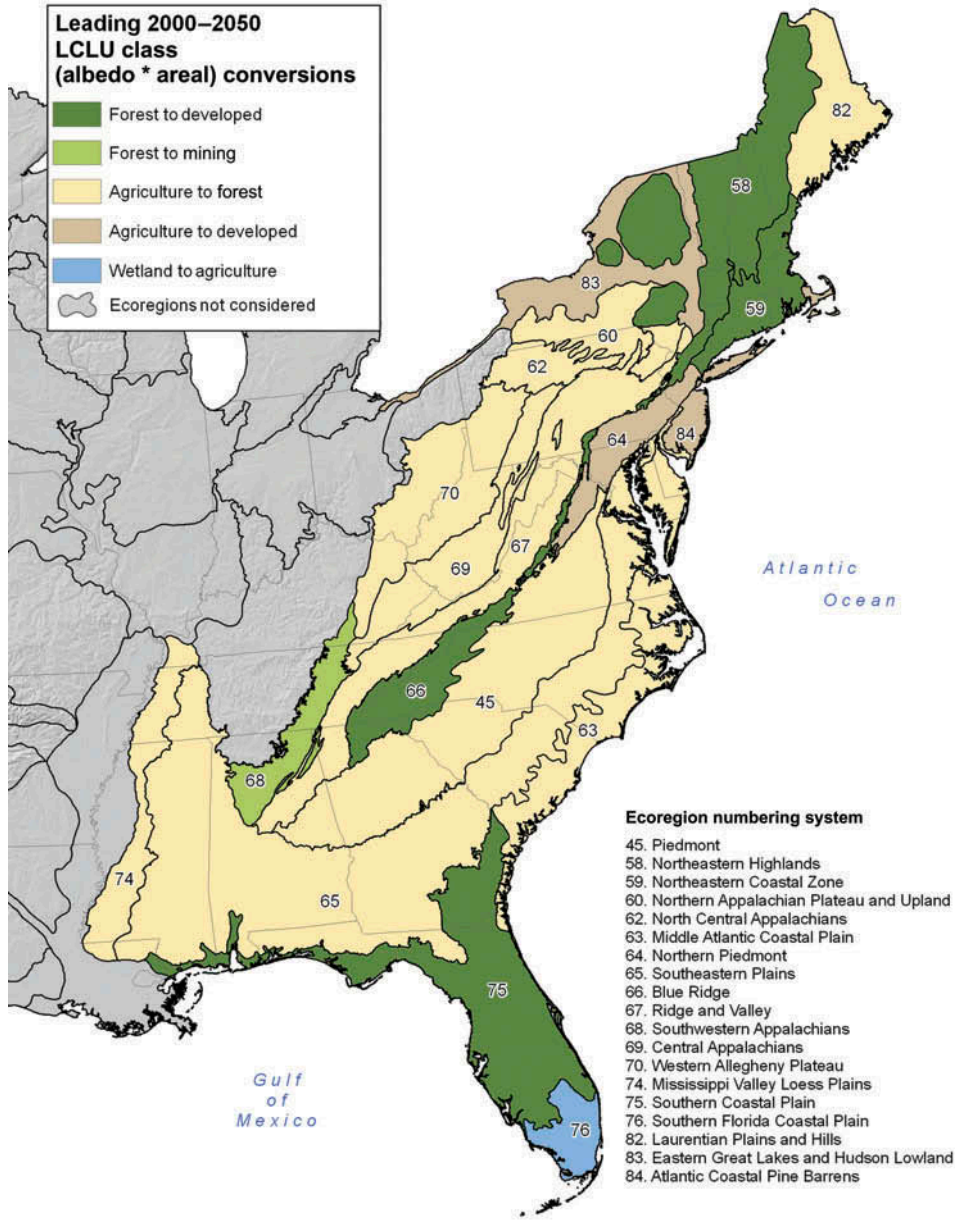 Leading 2000–2050
LCLU class
(albedo * areal) conversions
Forest to developed
Forest to mining
Agriculture to forest
Agriculture to developed
Wetland to agriculture
Ecoregions not considered
82
58
83
59
60
62
64
84
70
67
69
Atlantic
Ocean
66
45
63
68
74
65
75
76
Gulf
of
Mexico
Ecoregion numbering system
45. Piedmont
58. Northeastern Highlands
59. Northeastern Coastal Zone
60. Northern Appalachian Plateau and Upland
62. North Central Appalachians
63. Middle Atlantic Coastal Plain
64. Northern Piedmont
65. Southeastern Plains
66. Blue Ridge
67. Ridge and Valley
68. Southwestern Appalachians
69. Central Appalachians
70. Western Allegheny Plateau
74. Mississippi Valley Loess Plains
75. Southern Coastal Plain
76. Southern Florida Coastal Plain
82. Laurentian Plains and Hills
83. Eastern Great Lakes and Hudson Lowland
84. Atlantic Coastal Pine Barrens